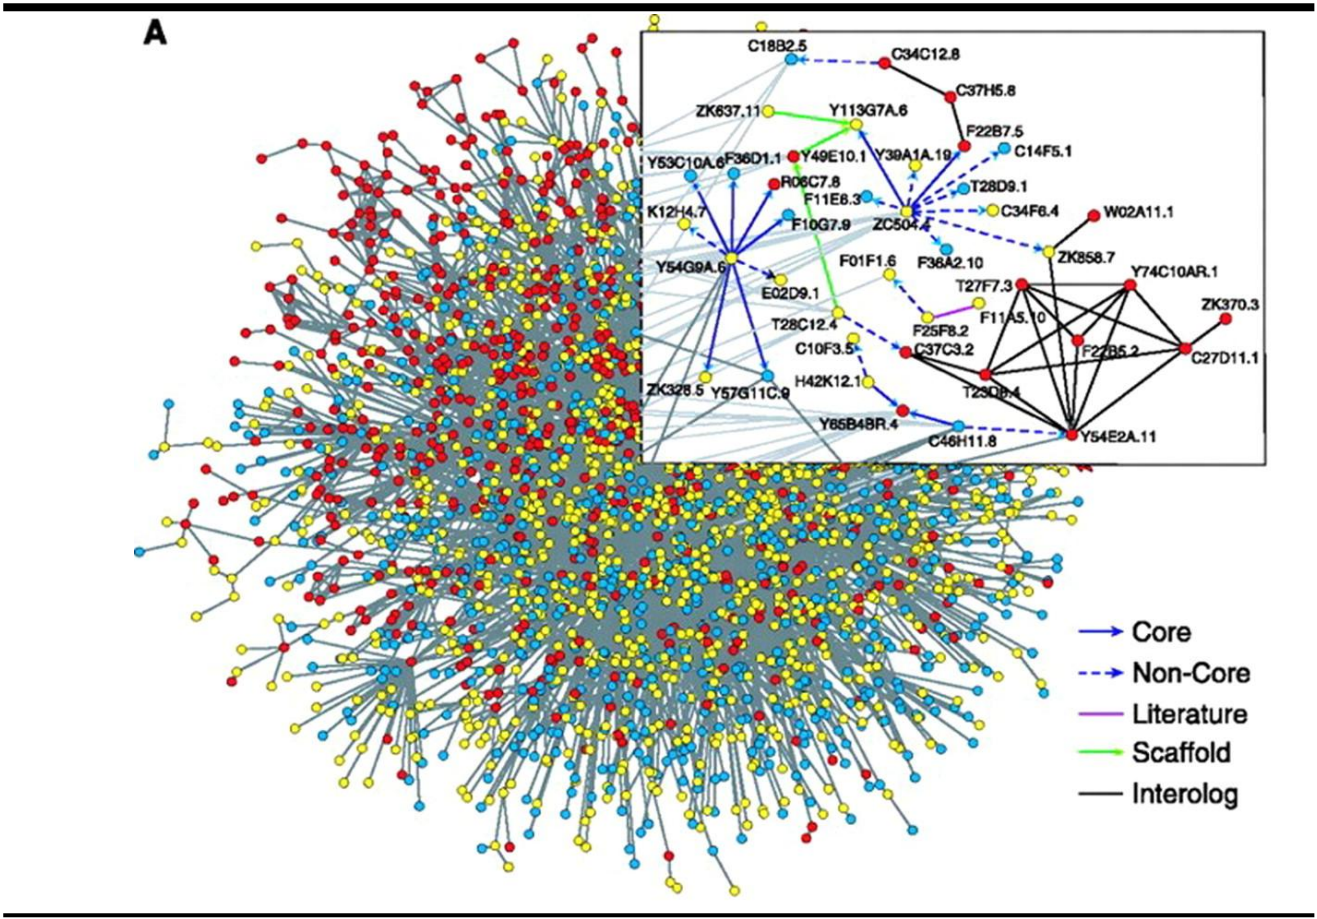 A
C18B2.5
C34C12.8
C37H5.8
ZK637.11
Y113G7A.6
F22B7.5
Y53C10A.6
F36D1.1
Y49E10.1
Y39A1A.19
C14F5.1
R06C7.8
F11E6.3
T28D9.1
K12H4.7
F10G7.9
ZC504.4
C34F6.4
W02A11.1
Y54G9A.6
F01F1.6
F36A2.10
ZK858.7
E02D9.1
T27F7.3
Y74C10AR.1
T28C12.4
F25F8.2
F11A5.10
ZK370.3
C10F3.5
C37C3.2
F22B5.2
C27D11.1
ZK328.5
Y57G11C.9
H42K12.1
T23D8.4
Y65B4BR.4
C46H11.8
Y54E2A.11
Core
Non-Core
Literature
Scaffold
Interolog